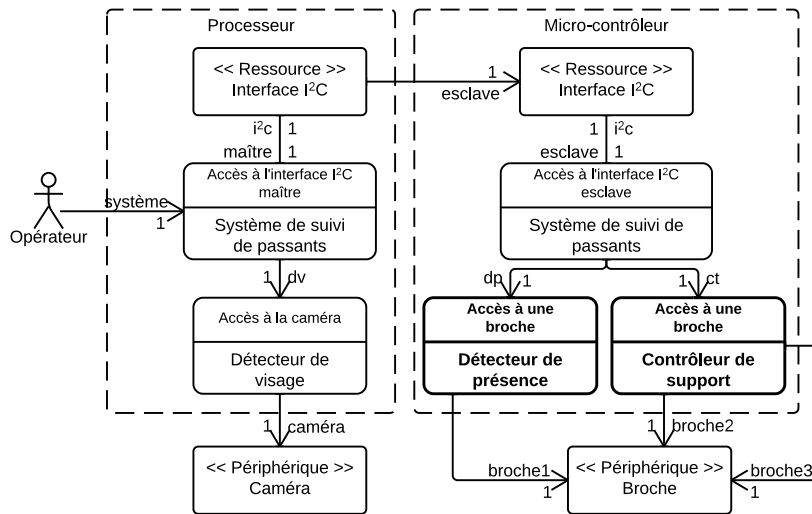 Processeur
Micro-contrôleur
<< Ressource >>
Interface I²C
1
esclave
<< Ressource >>
Interface I²C
i²c 1
maître 1
1 i²c
esclave 1
Opérateur
système
1
Accès à l'interface I²C
maître
Système de suivi
de passants
Accès à l'interface I²C
esclave
Système de suivi de
passants
1 dv
dp 1
1 ct
Accès à la caméra
Détecteur de
visage
Accès à une
broche
Détecteur de
présence
Accès à une
broche
Contrôleur de
support
1 caméra
1 broche2
<< Périphérique >>
Caméra
broche1
1
<< Périphérique >>
Broche
broche3
1